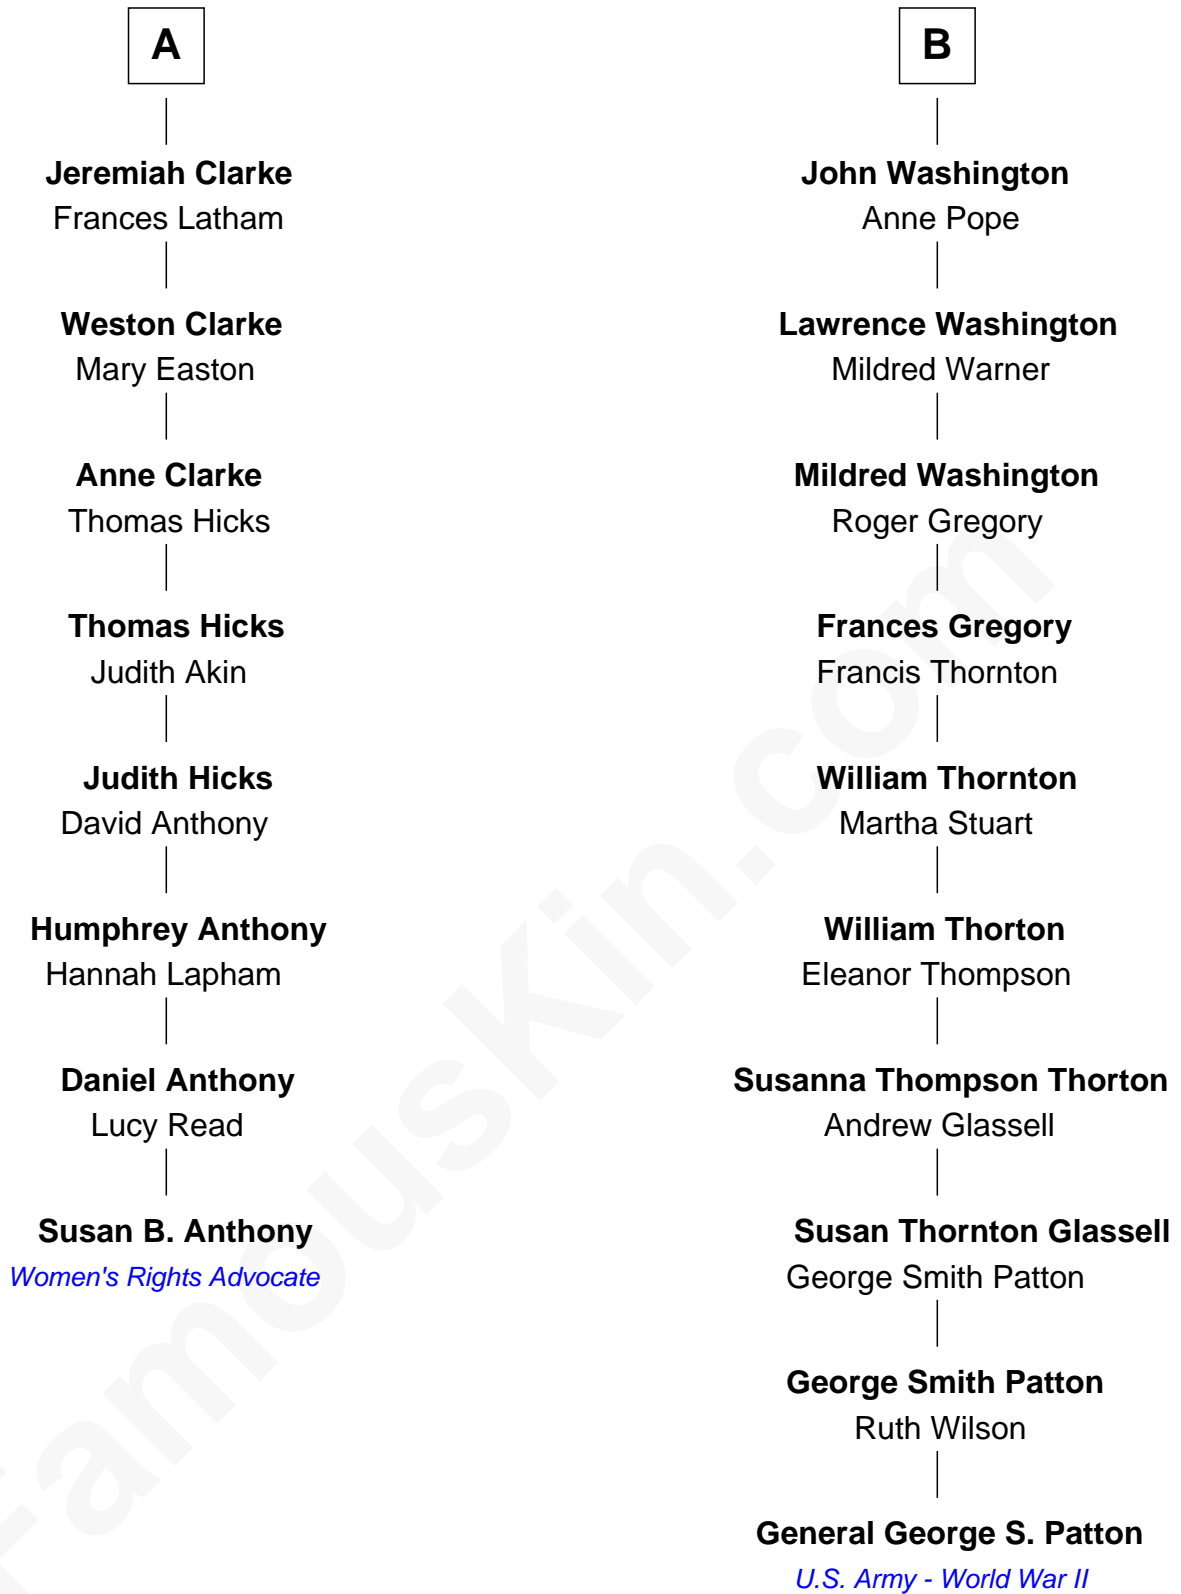 A
Jeremiah Clarke
Frances Latham
Weston Clarke
Mary Easton
Anne Clarke
Thomas Hicks
Thomas Hicks
Judith Akin
Judith Hicks
David Anthony
Humphrey Anthony
Hannah Lapham
Daniel Anthony
Lucy Read
Susan B. Anthony
Women's Rights Advocate
B
John Washington
Anne Pope
Lawrence Washington
Mildred Warner
Mildred Washington
Roger Gregory
Frances Gregory
Francis Thornton
William Thornton
Martha Stuart
William Thorton
Eleanor Thompson
Susanna Thompson Thorton
Andrew Glassell
Susan Thornton Glassell
George Smith Patton
George Smith Patton
Ruth Wilson
General George S. Patton
U.S. Army - World War II
FamousKin.com